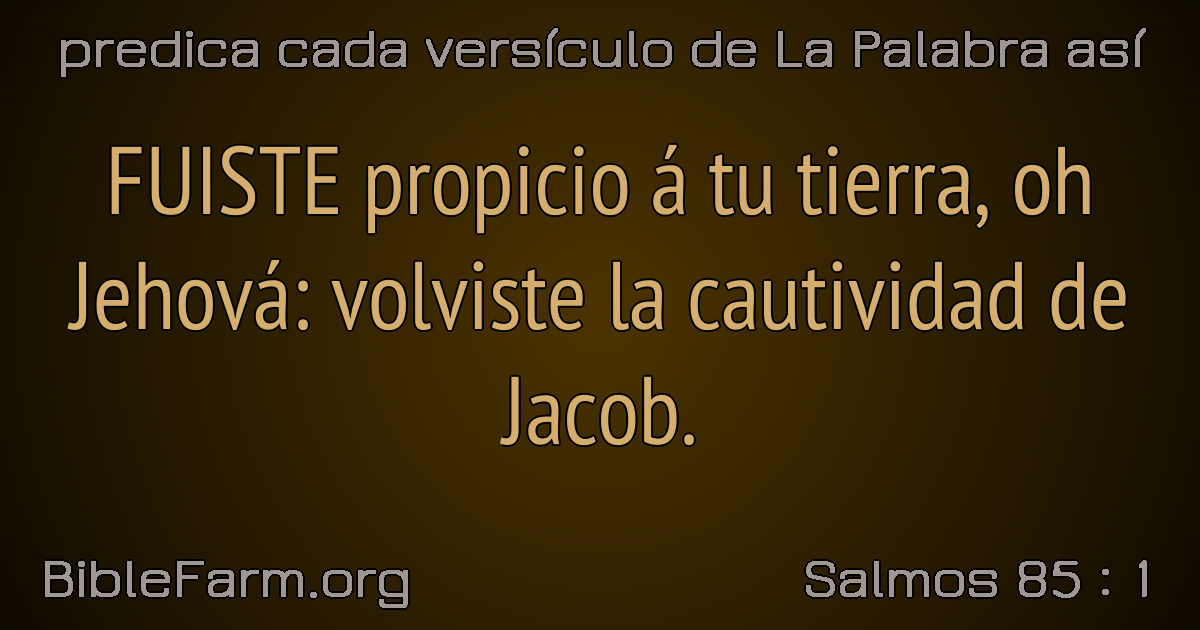 predica cada versículo de La Palabra así
FUISTE propicio á tu tierra, oh
Jehová: volviste la cautividad de
Jacob.
BibleFarm.org
Salmos 85 : 1